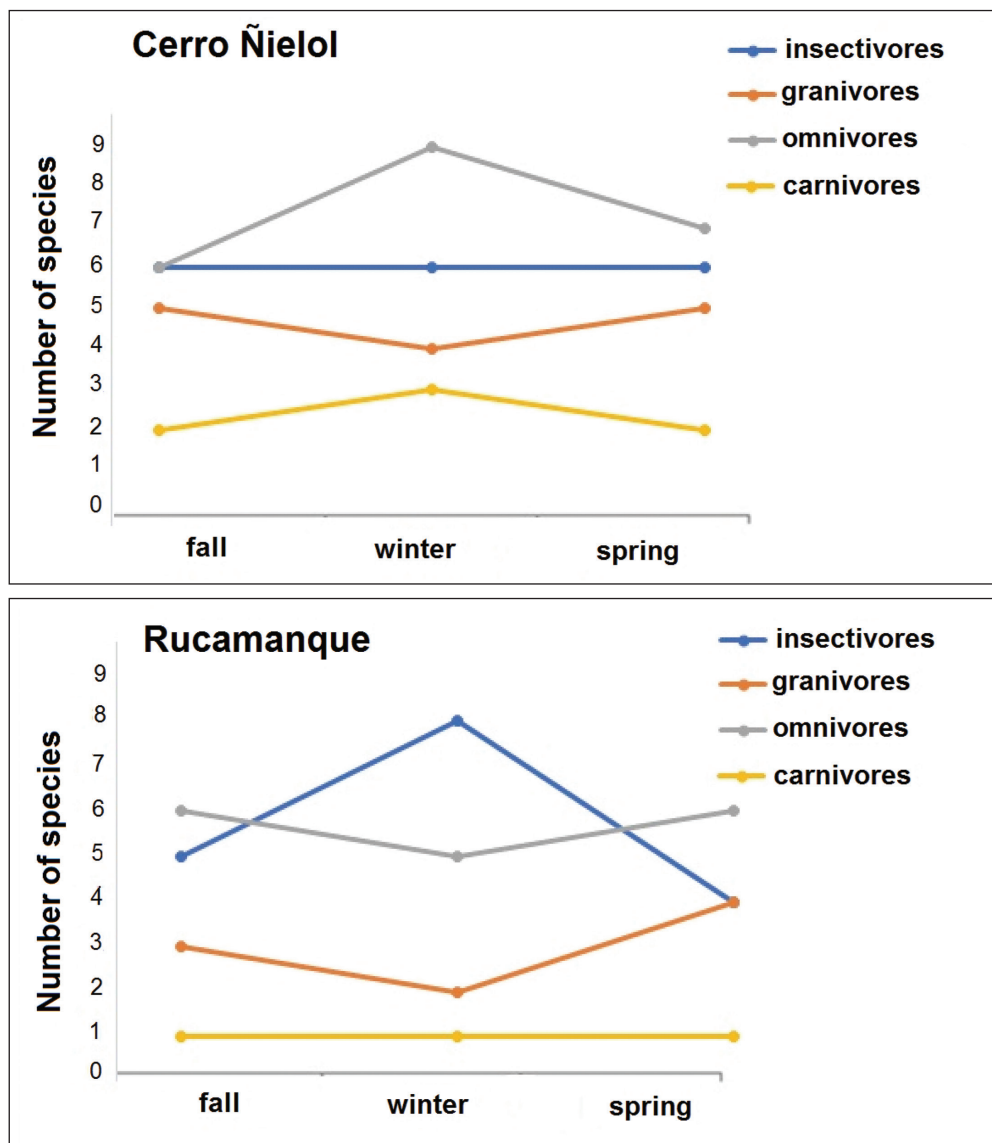 Cerro Ñielol
insectivores
granivores
omnivores
carnivores
Number of species
9
8
7
6
5
4
3
2
1
0
fall winter spring
Rucamanque
insectivores
granivores
omnivores
carnivores
Number of species
9
8
7
6
5
4
3
2
1
0
fall winter spring